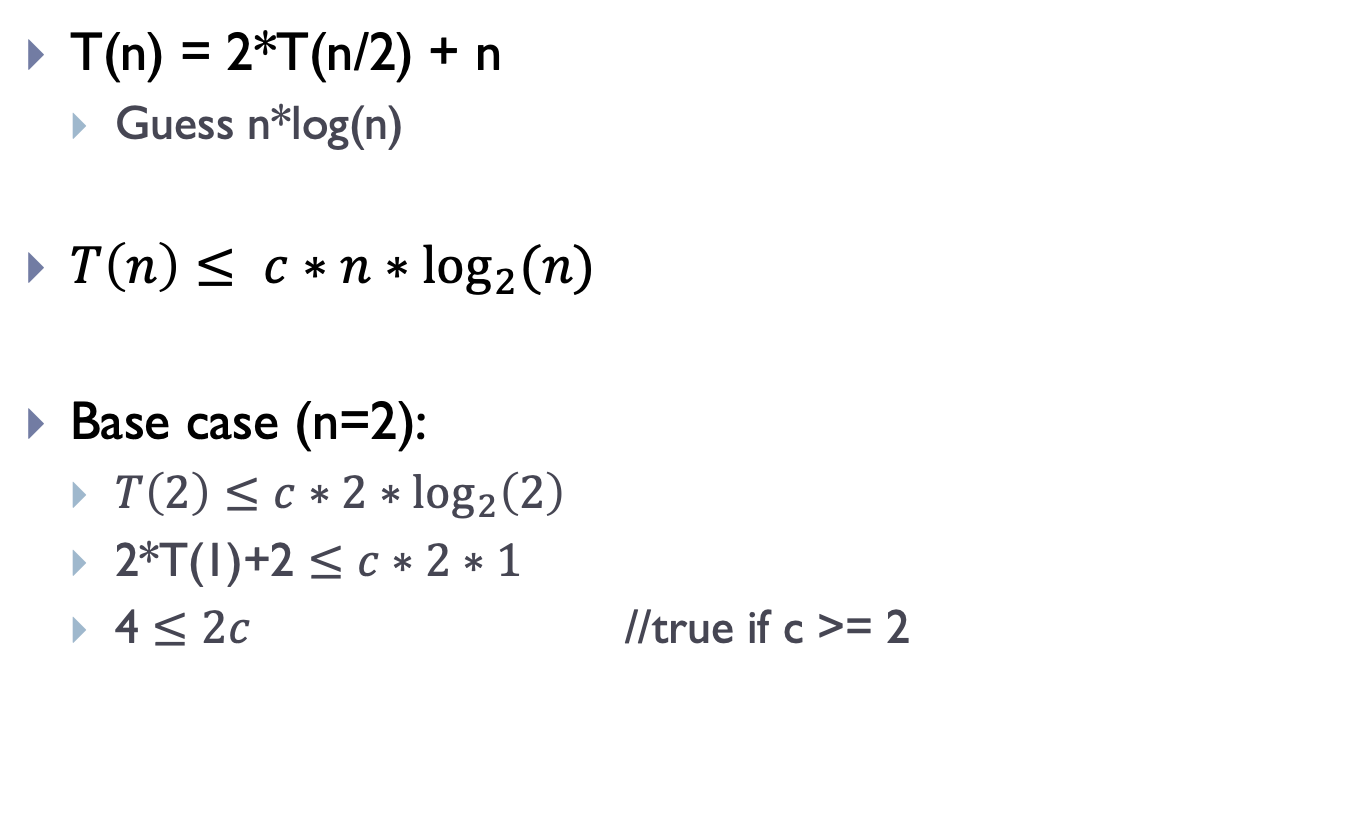 T(n) = 2*T(n/2) + n
Guess n*log(n)
T(n) ≤ c * n * log₂(n)
Base case (n=2):
T(2) ≤ c * 2 * log₂(2)
2*T(1)+2 ≤ c * 2 * 1
4 ≤ 2c //true if c >= 2